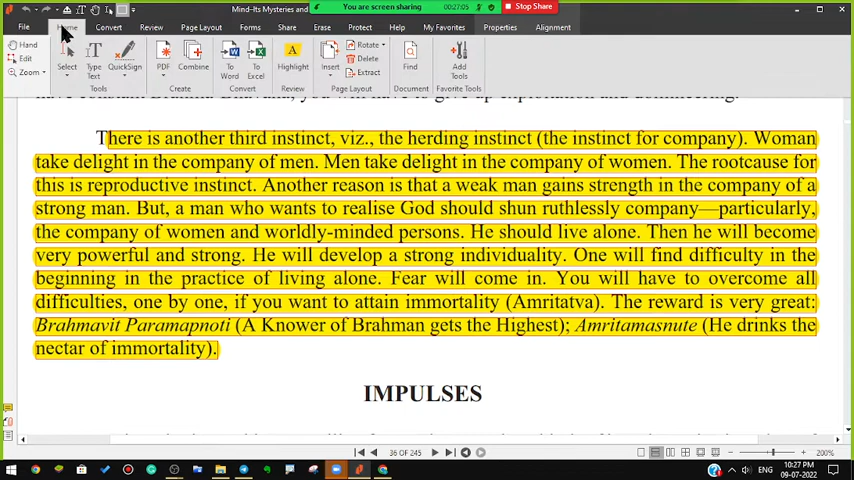 Mind-Its Mysteries and
27:05 You are screen sharing Stop Share
File Home Convert Review Page Layout Forms Share Erase Protect Help My Favorites Properties Alignment
Hand
Edit
Zoom
Select
Type Text
QuickSign
PDF
Combine
To Word
To Excel
Highlight
Insert
Rotate
Delete
Extract
Find
Add Tools
Tools Create Convert Review Page Layout Document Favorite Tools
There is another third instinct, viz., the herding instinct (the instinct for company). Woman
take delight in the company of men. Men take delight in the company of women. The rootcause for
this is reproductive instinct. Another reason is that a weak man gains strength in the company of a
strong man. But, a man who wants to realise God should shun ruthlessly company—particularly,
the company of women and worldly-minded persons. He should live alone. Then he will become
very powerful and strong. He will develop a strong individuality. One will find difficulty in the
beginning in the practice of living alone. Fear will come in. You will have to overcome all
difficulties, one by one, if you want to attain immortality (Amritatva). The reward is very great:
Brahmavit Paramapnoti (A Knower of Brahman gets the Highest); Amritamasnute (He drinks the
nectar of immortality).
IMPULSES
36 OF 245
200%
ENG
10:27 PM
09-07-2022